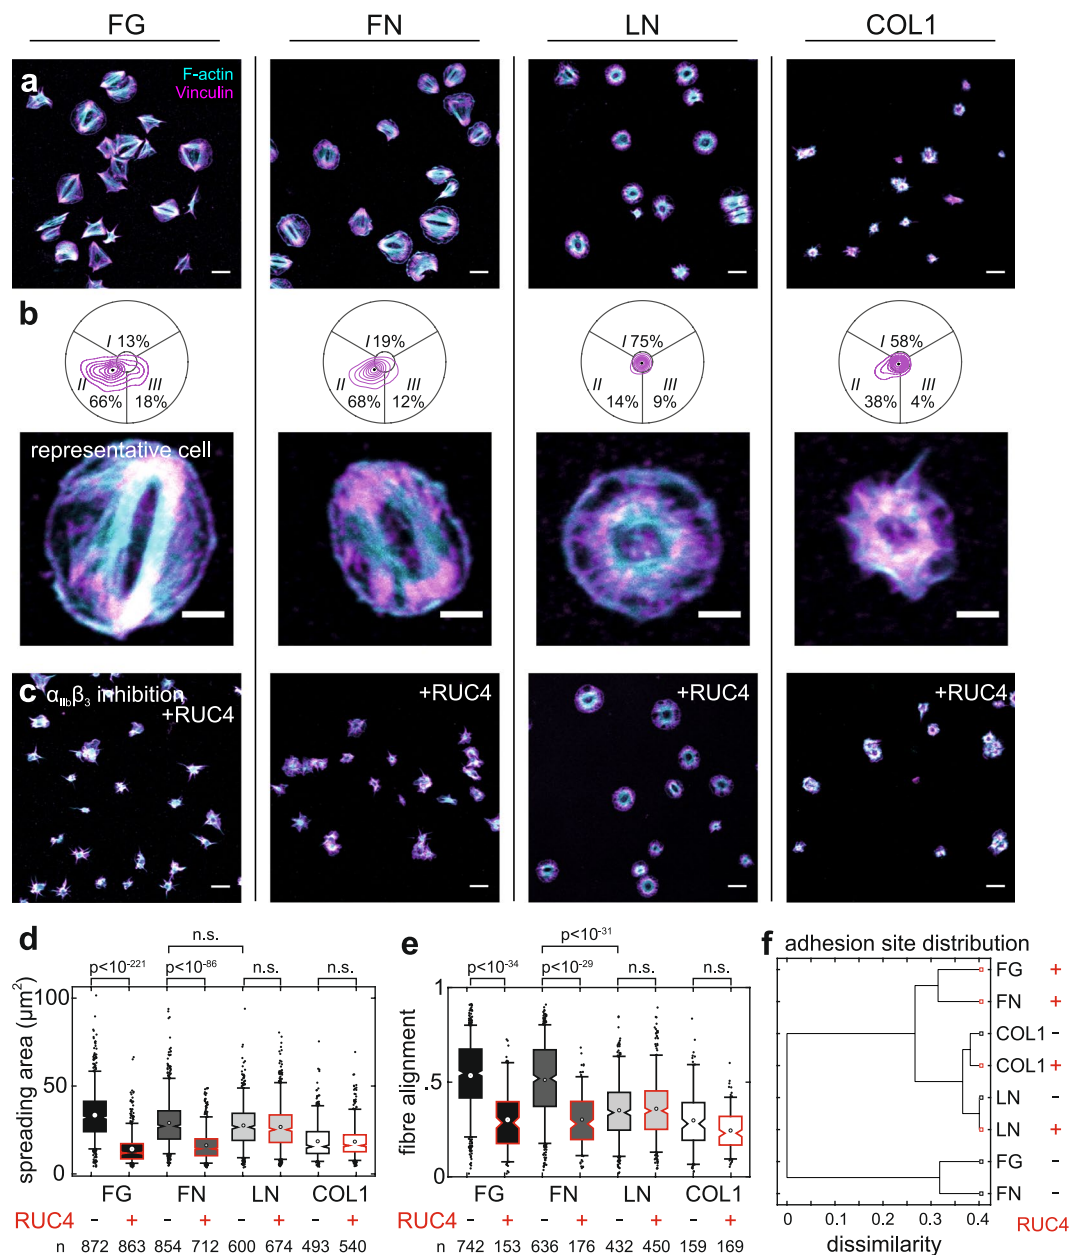 FG FN LN COL1
a
F-actin
Vinculin
b
I 13% II 66% III 18%
I 19% II 68% III 12%
I 75% II 14% III 9%
I 58% II 38% III 4%
representative cell
c αIIbβ3 inhibition
+RUC4 +RUC4 +RUC4 +RUC4
d
n.s.
p<10-221 p<10-86 n.s. n.s.
spreading area (μm2)
100
50
0
FG FN LN COL1
RUC4 - + - + - + - +
n 872 863 854 712 600 674 493 540
e
p<10-31
p<10-34 p<10-29 n.s. n.s.
fibre alignment
1
.5
0
FG FN LN COL1
RUC4 - + - + - + - +
n 742 153 636 176 432 450 159 169
f adhesion site distribution
FG +
FN +
COL1 -
COL1 +
LN -
LN +
FG -
FN -
0 0.1 0.2 0.3 0.4
RUC4
dissimilarity